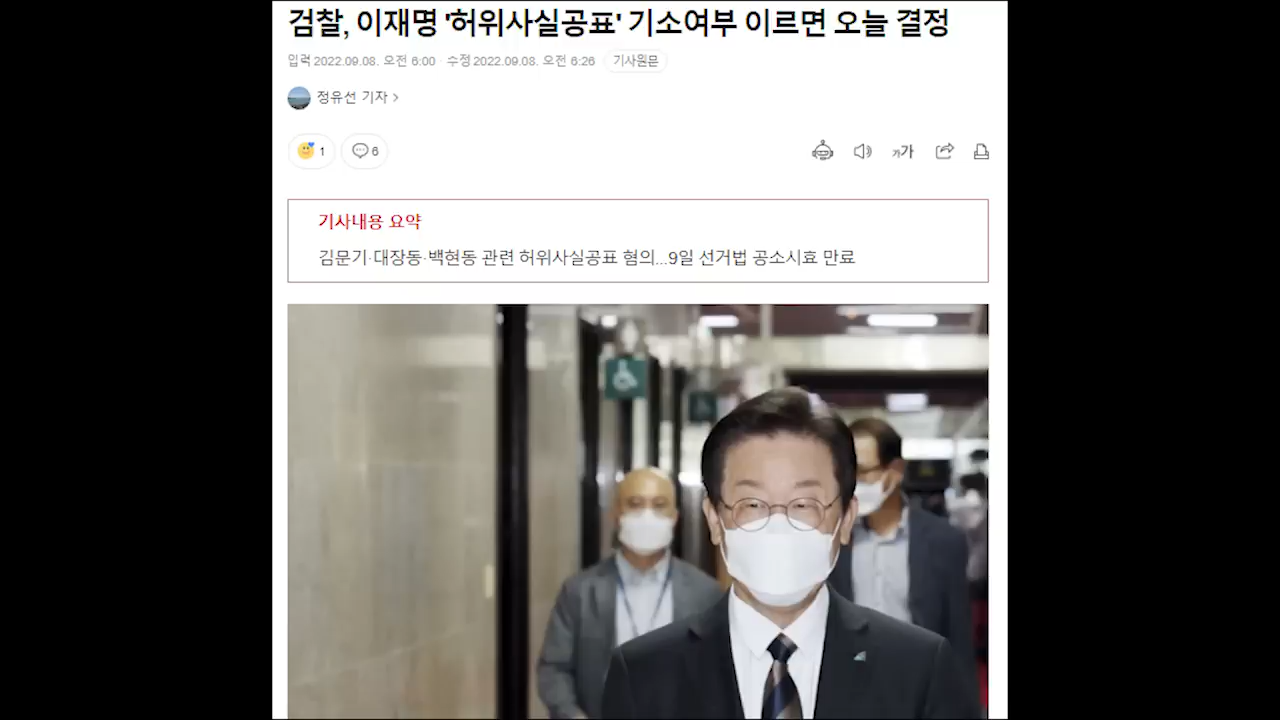 검찰, 이재명 '허위사실공표' 기소여부 이르면 오늘 결정
입력 2022.09.08. 오전 6:00 · 수정 2022.09.08. 오전 6:26 기사원문
정유선 기자 >
1 6
가가
기사내용 요약
김문기·대장동·백현동 관련 허위사실공표 혐의...9일 선거법 공소시효 만료